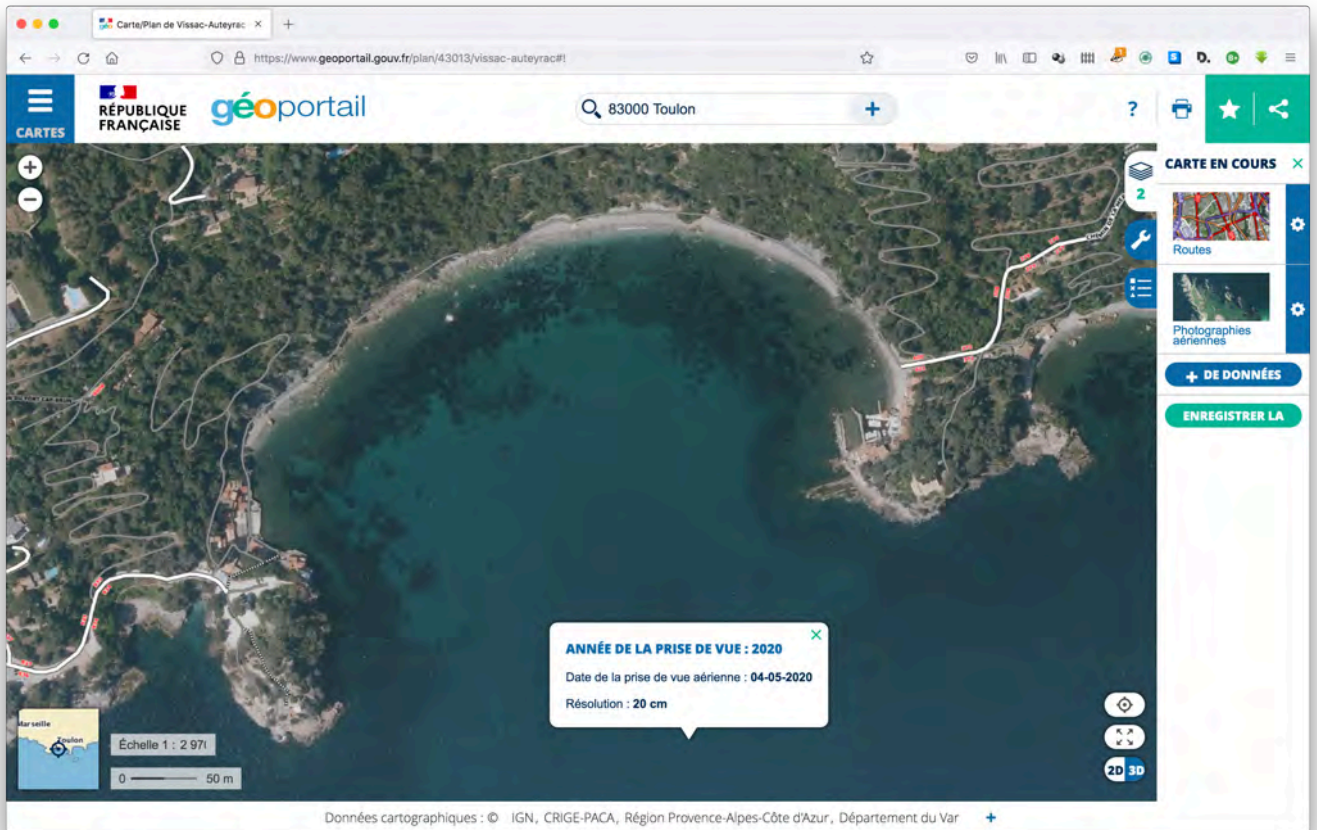 Carte/Plan de Vissac-Auteyrac
https://www.geoportail.gouv.fr/plan/43013/vissac-auteyrac#!
CARTES
RÉPUBLIQUE
FRANÇAISE
géoportail
83000 Toulon
?
CARTE EN COURS
2
Routes
Photographies
aériennes
+ DE DONNÉES
ENREGISTRER LA
ANNÉE DE LA PRISE DE VUE : 2020
Date de la prise de vue aérienne : 04-05-2020
Résolution : 20 cm
Marseille
Toulon
Échelle 1 : 2 970
0 50 m
2D 3D
Données cartographiques : © IGN, CRIGE-PACA, Région Provence-Alpes-Côte d'Azur, Département du Var +